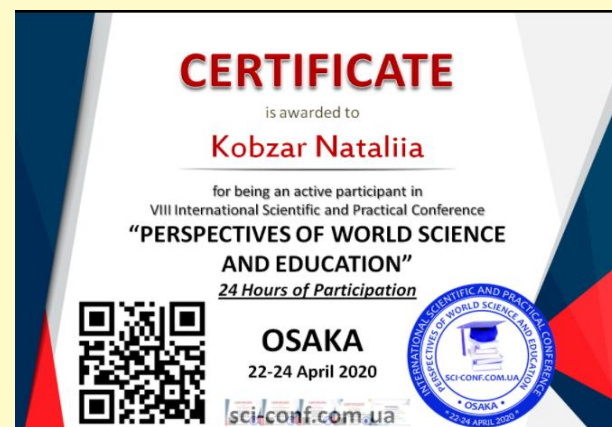 CERTIFICATE
is awarded to
Kobzar Nataliia
for being an active participant in
VIII International Scientific and Practical Conference
“PERSPECTIVES OF WORLD SCIENCE
AND EDUCATION”
24 Hours of Participation
OSAKA
22-24 April 2020
sci-conf.com.ua
INTERNATIONAL SCIENTIFIC AND PRACTICAL CONFERENCE
PERSPECTIVES OF WORLD SCIENCE AND EDUCATION
SCI-CONF.COM.UA
• OSAKA •
* 22-24 APRIL 2020 *